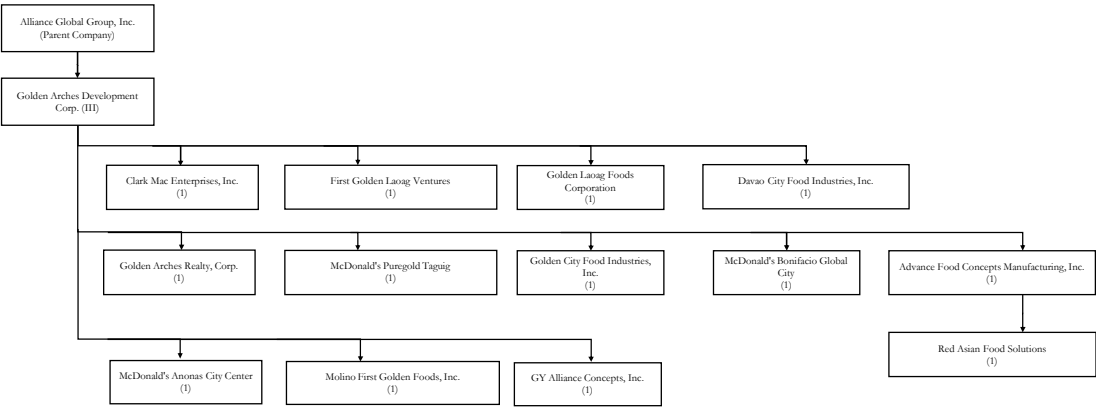 Alliance Global Group, Inc.
(Parent Company)
Golden Arches Development
Corp. (III)
Clark Mac Enterprises, Inc.
(1)
First Golden Laoag Ventures
(1)
Golden Laoag Foods
Corporation
(1)
Davao City Food Industries, Inc.
(1)
Golden Arches Realty, Corp.
(1)
McDonald's Puregold Taguig
(1)
Golden City Food Industries,
Inc.
(1)
McDonald's Bonifacio Global
City
(1)
Advance Food Concepts Manufacturing, Inc.
(1)
Red Asian Food Solutions
(1)
McDonald's Anonas City Center
(1)
Molino First Golden Foods, Inc.
(1)
GY Alliance Concepts, Inc.
(1)